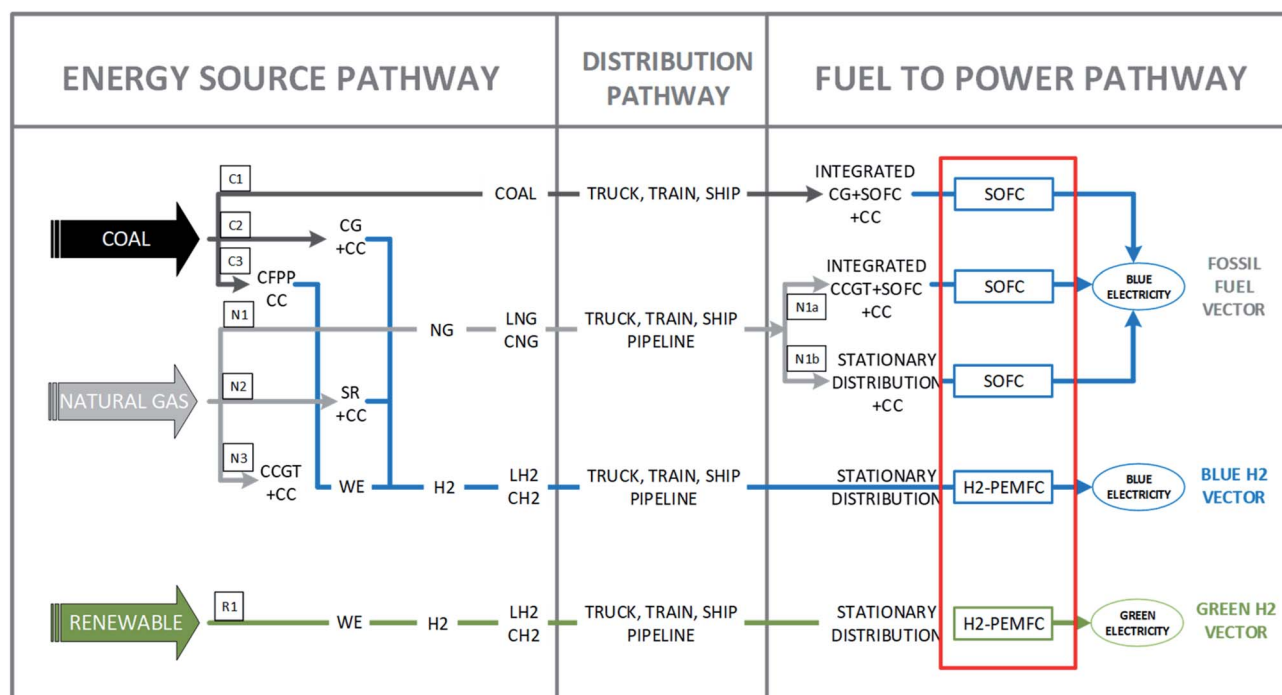 ENERGY SOURCE PATHWAY
DISTRIBUTION
PATHWAY
FUEL TO POWER PATHWAY
C1
COAL
TRUCK, TRAIN, SHIP
INTEGRATED
CG+SOFC
+CC
SOFC
COAL
C2
CG
+CC
C3
CFPP
CC
INTEGRATED
CCGT+SOFC
+CC
SOFC
BLUE
ELECTRICITY
FOSSIL
FUEL
VECTOR
N1
NG
LNG
CNG
TRUCK, TRAIN, SHIP
PIPELINE
N1a
N1b
STATIONARY
DISTRIBUTION
+CC
SOFC
NATURAL GAS
N2
SR
+CC
N3
CCGT
+CC
WE
H2
LH2
CH2
TRUCK, TRAIN, SHIP
PIPELINE
STATIONARY
DISTRIBUTION
H2-PEMFC
BLUE
ELECTRICITY
BLUE H2
VECTOR
RENEWABLE
R1
WE
H2
LH2
CH2
TRUCK, TRAIN, SHIP
PIPELINE
STATIONARY
DISTRIBUTION
H2-PEMFC
GREEN
ELECTRICITY
GREEN H2
VECTOR